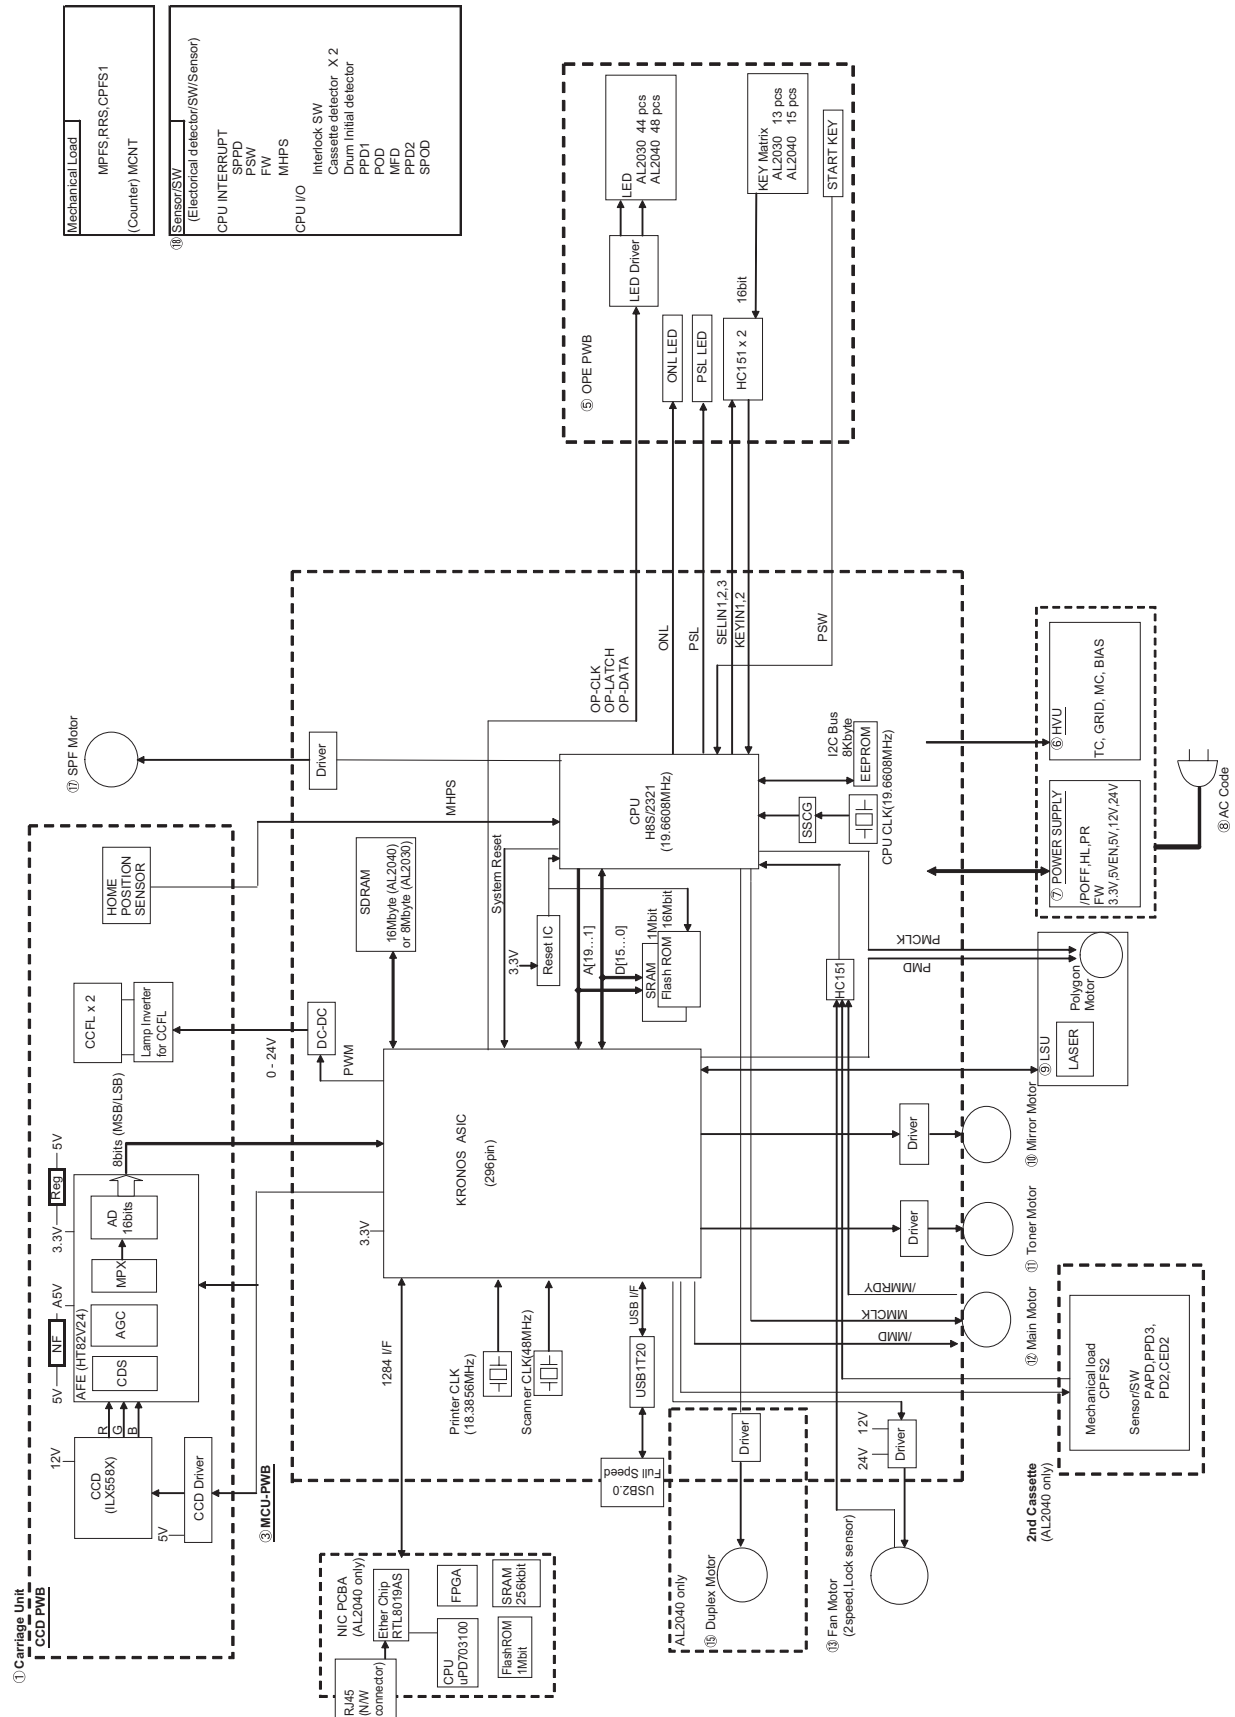 ① Carriage Unit
CCD PWB
CCD
(ILX558X)
12V
5V
CCD Driver
R
G
B
5V
NF
A5V
3.3V
Reg
5V
AFE (HT82V24)
CDS
AGC
MPX
AD
16bits
8bits (MSB/LSB)
CCFL x 2
Lamp Inverter
for CCFL
HOME
POSITION
SENSOR
⑰ SPF Motor
Mechanical Load
MPFS,RRS,CPFS1
(Counter) MCNT
⑱ Sensor/SW
(Electorical detector/SW/Sensor)
CPU INTERRUPT
SPPD
PSW
FW
MHPS
CPU I/O
Interlock SW
Cassette detector X 2
Drum Initial detector
PPD1
POD
MFD
PPD2
SPOD
③ MCU-PWB
0 - 24V
DC-DC
PWM
3.3V
SDRAM
16Mbyte (AL2040)
or 8Mbyte (AL2030)
MHPS
Driver
System Reset
3,3V
Reset IC
A[19...1]
D[15...0]
SRAM
1Mbit
Flash ROM
16Mbit
KRONOS ASIC
(296pin)
CPU
H8S/2321
(19.6608MHz)
OP-CLK
OP-LATCH
OP-DATA
ONL
PSL
SELIN1,2,3
KEYIN1,2
PSW
I2C Bus
8Kbyte
EEPROM
SSCG
CPU CLK(19.6608MHz)
1284 I/F
Printer CLK
(18.3856MHz)
Scanner CLK(48MHz)
USB I/F
USB1T20
USB2.0
Full Speed
HC151
PMCLK
PMD
/MMRDY
MMCLK
/MMD
Driver
Driver
Driver
24V
12V
Driver
⑤ OPE PWB
LED Driver
LED
AL2030 44 pcs
AL2040 48 pcs
ONL LED
PSL LED
HC151 x 2
16bit
KEY Matrix
AL2030 13 pcs
AL2040 15 pcs
START KEY
NIC PCBA
(AL2040 only)
RJ45
(N/W
connector)
Ether Chip
RTL8019AS
CPU
uPD703100
FPGA
FlashROM
1Mbit
SRAM
256kbit
AL2040 only
⑮ Duplex Motor
⑬ Fan Motor
(2speed,Lock sensor)
2nd Cassette
(AL2040 only)
Mechanical load
CPFS2
Sensor/SW
PAPD,PPD3,
PD2,CED2
⑫ Main Motor
⑪ Toner Motor
⑩ Mirror Motor
⑨ LSU
LASER
Polygon
Motor
⑦ POWER SUPPLY
/POFF,HL,PR
FW
3.3V,5VEN,5V,12V,24V
⑥ HVU
TC, GRID, MC, BIAS
⑧ AC Code